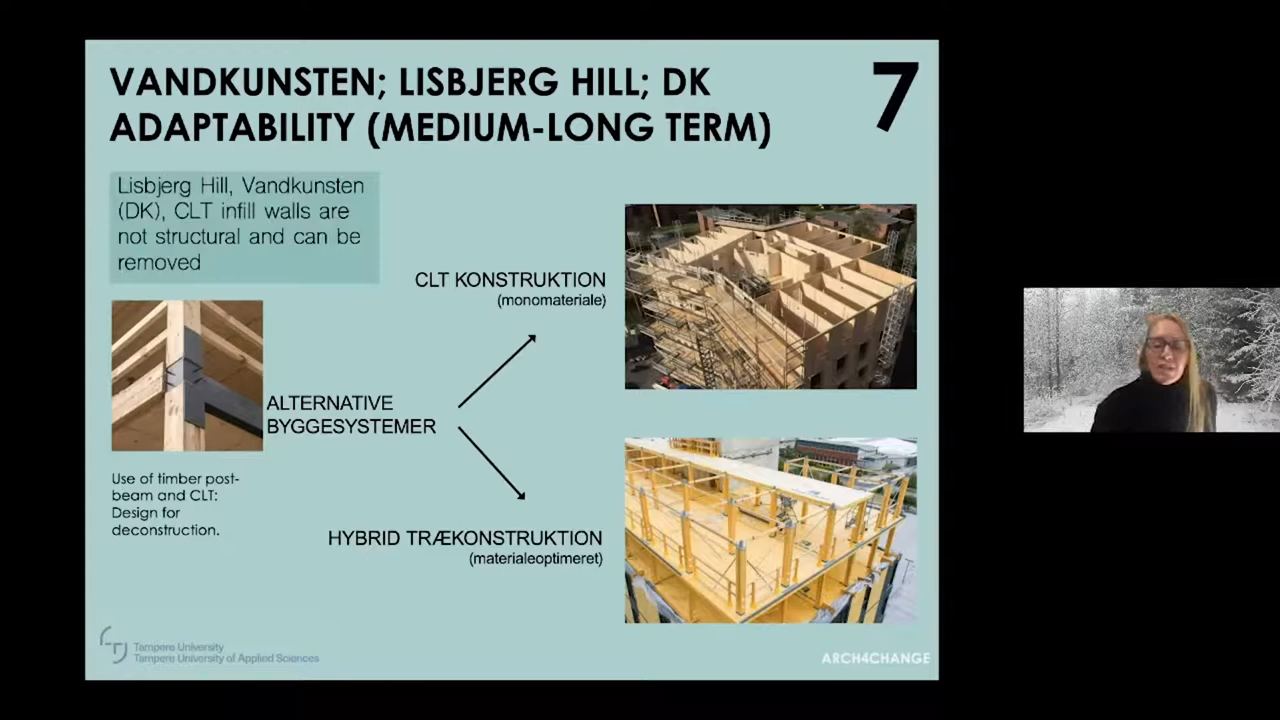 VANDKUNSTEN; LISBJERG HILL; DK
ADAPTABILITY (MEDIUM-LONG TERM)
7
Lisbjerg Hill, Vandkunsten
(DK), CLT infill walls are
not structural and can be
removed
CLT KONSTRUKTION
(monomateriale)
ALTERNATIVE
BYGGESYSTEMER
Use of timber post-
beam and CLT:
Design for
deconstruction.
HYBRID TRÆKONSTRUKTION
(materialeoptimeret)
Tampere University
Tampere University of Applied Sciences
ARCH4CHANGE